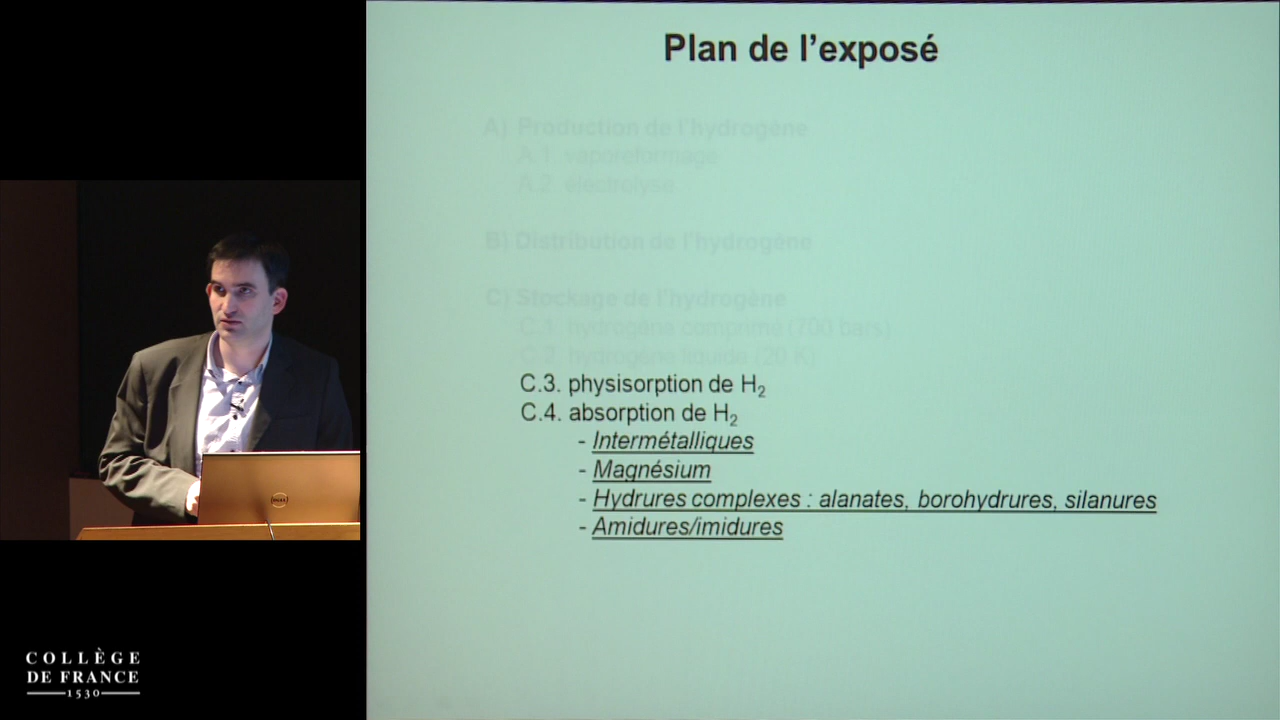 Plan de l'exposé
A) Production de l'hydrogène
A.1. vaporeformage
A.2. électrolyse
B) Distribution de l'hydrogène
C) Stockage de l'hydrogène
C.1. hydrogène comprimé (700 bars)
C.2. hydrogène liquide (20 K)
C.3. physisorption de H₂
C.4. absorption de H₂
- Intermétalliques
- Magnésium
- Hydrures complexes : alanates, borohydrures, silanures
- Amidures/imidures
DELL
COLLÈGE
DE FRANCE
1530